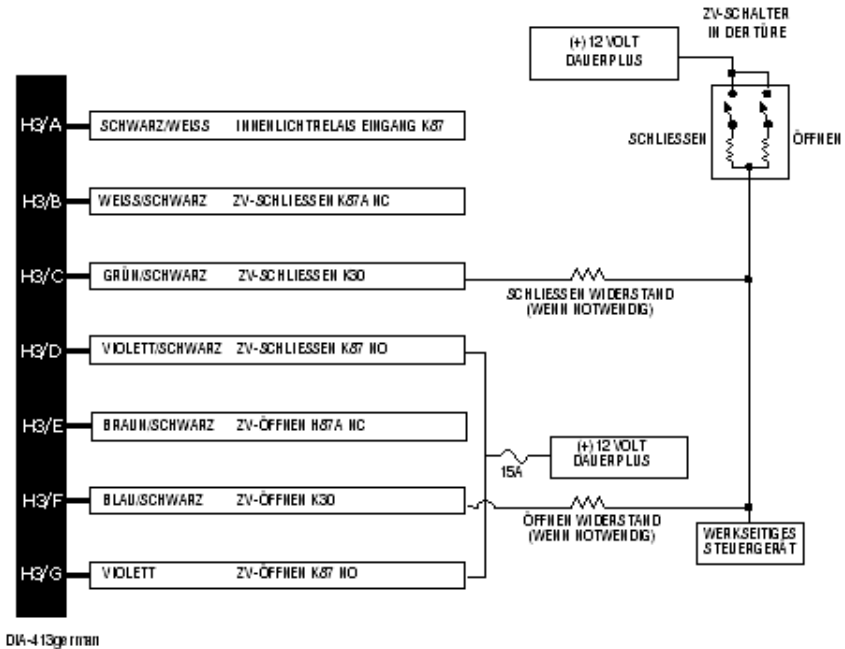 ZV-SCHALTER
IN DER TÜRE
(+) 12 VOLT
DAUERPLUS
SCHLIESSEN
ÖFFNEN
H3/A SCHWARZ/WEISS INNENLICHTRELAIS EINGANG K87
H3/B WEISS/SCHWARZ ZV-SCHLIESSEN K87A NC
H3/C GRÜN/SCHWARZ ZV-SCHLIESSEN K30
SCHLIESSEN WIDERSTAND
(WENN NOTWENDIG)
H3/D VIOLETT/SCHWARZ ZV-SCHLIESSEN K87 NO
H3/E BRAUN/SCHWARZ ZV-ÖFFNEN H87A NC
15A
(+) 12 VOLT
DAUERPLUS
H3/F BLAU/SCHWARZ ZV-ÖFFNEN K30
ÖFFNEN WIDERSTAND
(WENN NOTWENDIG)
WERKSEITIGES
STEUERGERÄT
H3/G VIOLETT ZV-ÖFFNEN K87 NO
DIA-413german